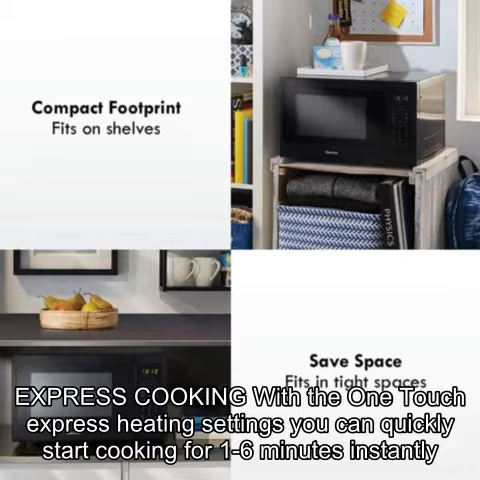 Compact Footprint
Fits on shelves
PHYSICS
Save Space
Fits in tight spaces
EXPRESS COOKING With the One Touch
express heating settings you can quickly
start cooking for 1-6 minutes instantly